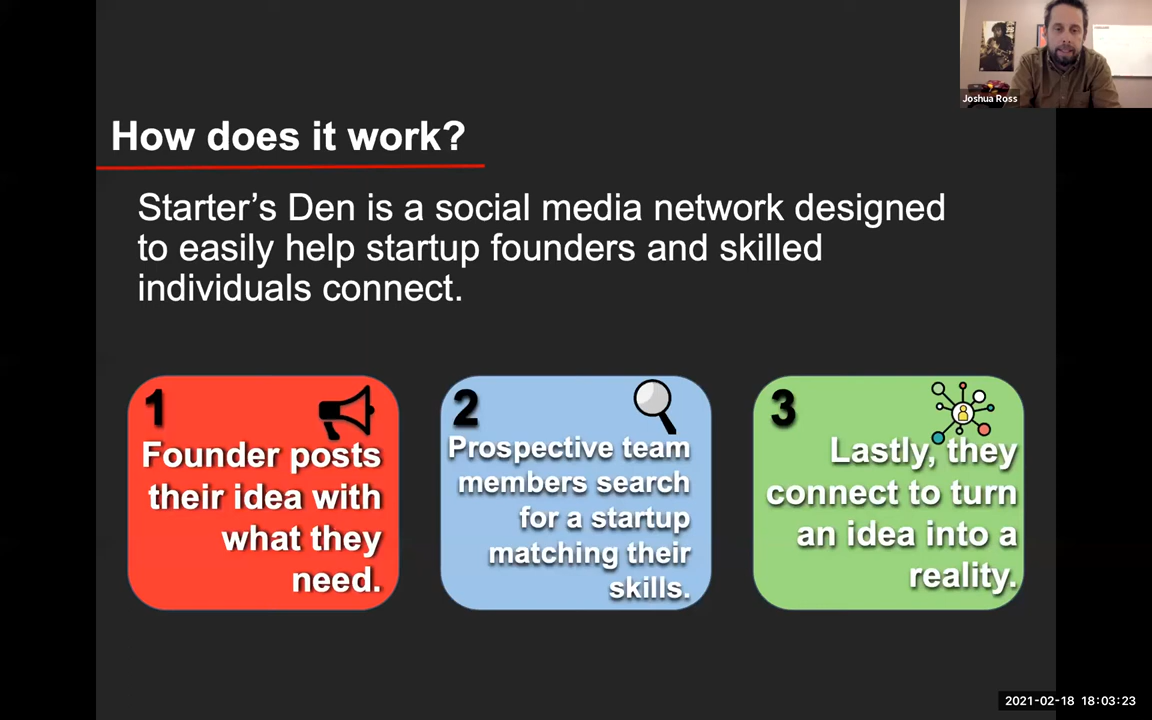 Joshua Ross
How does it work?
Starter’s Den is a social media network designed
to easily help startup founders and skilled
individuals connect.
1
Founder posts
their idea with
what they
need.
2
Prospective team
members search
for a startup
matching their
skills.
3
Lastly, they
connect to turn
an idea into a
reality.
2021-02-18 18:03:23